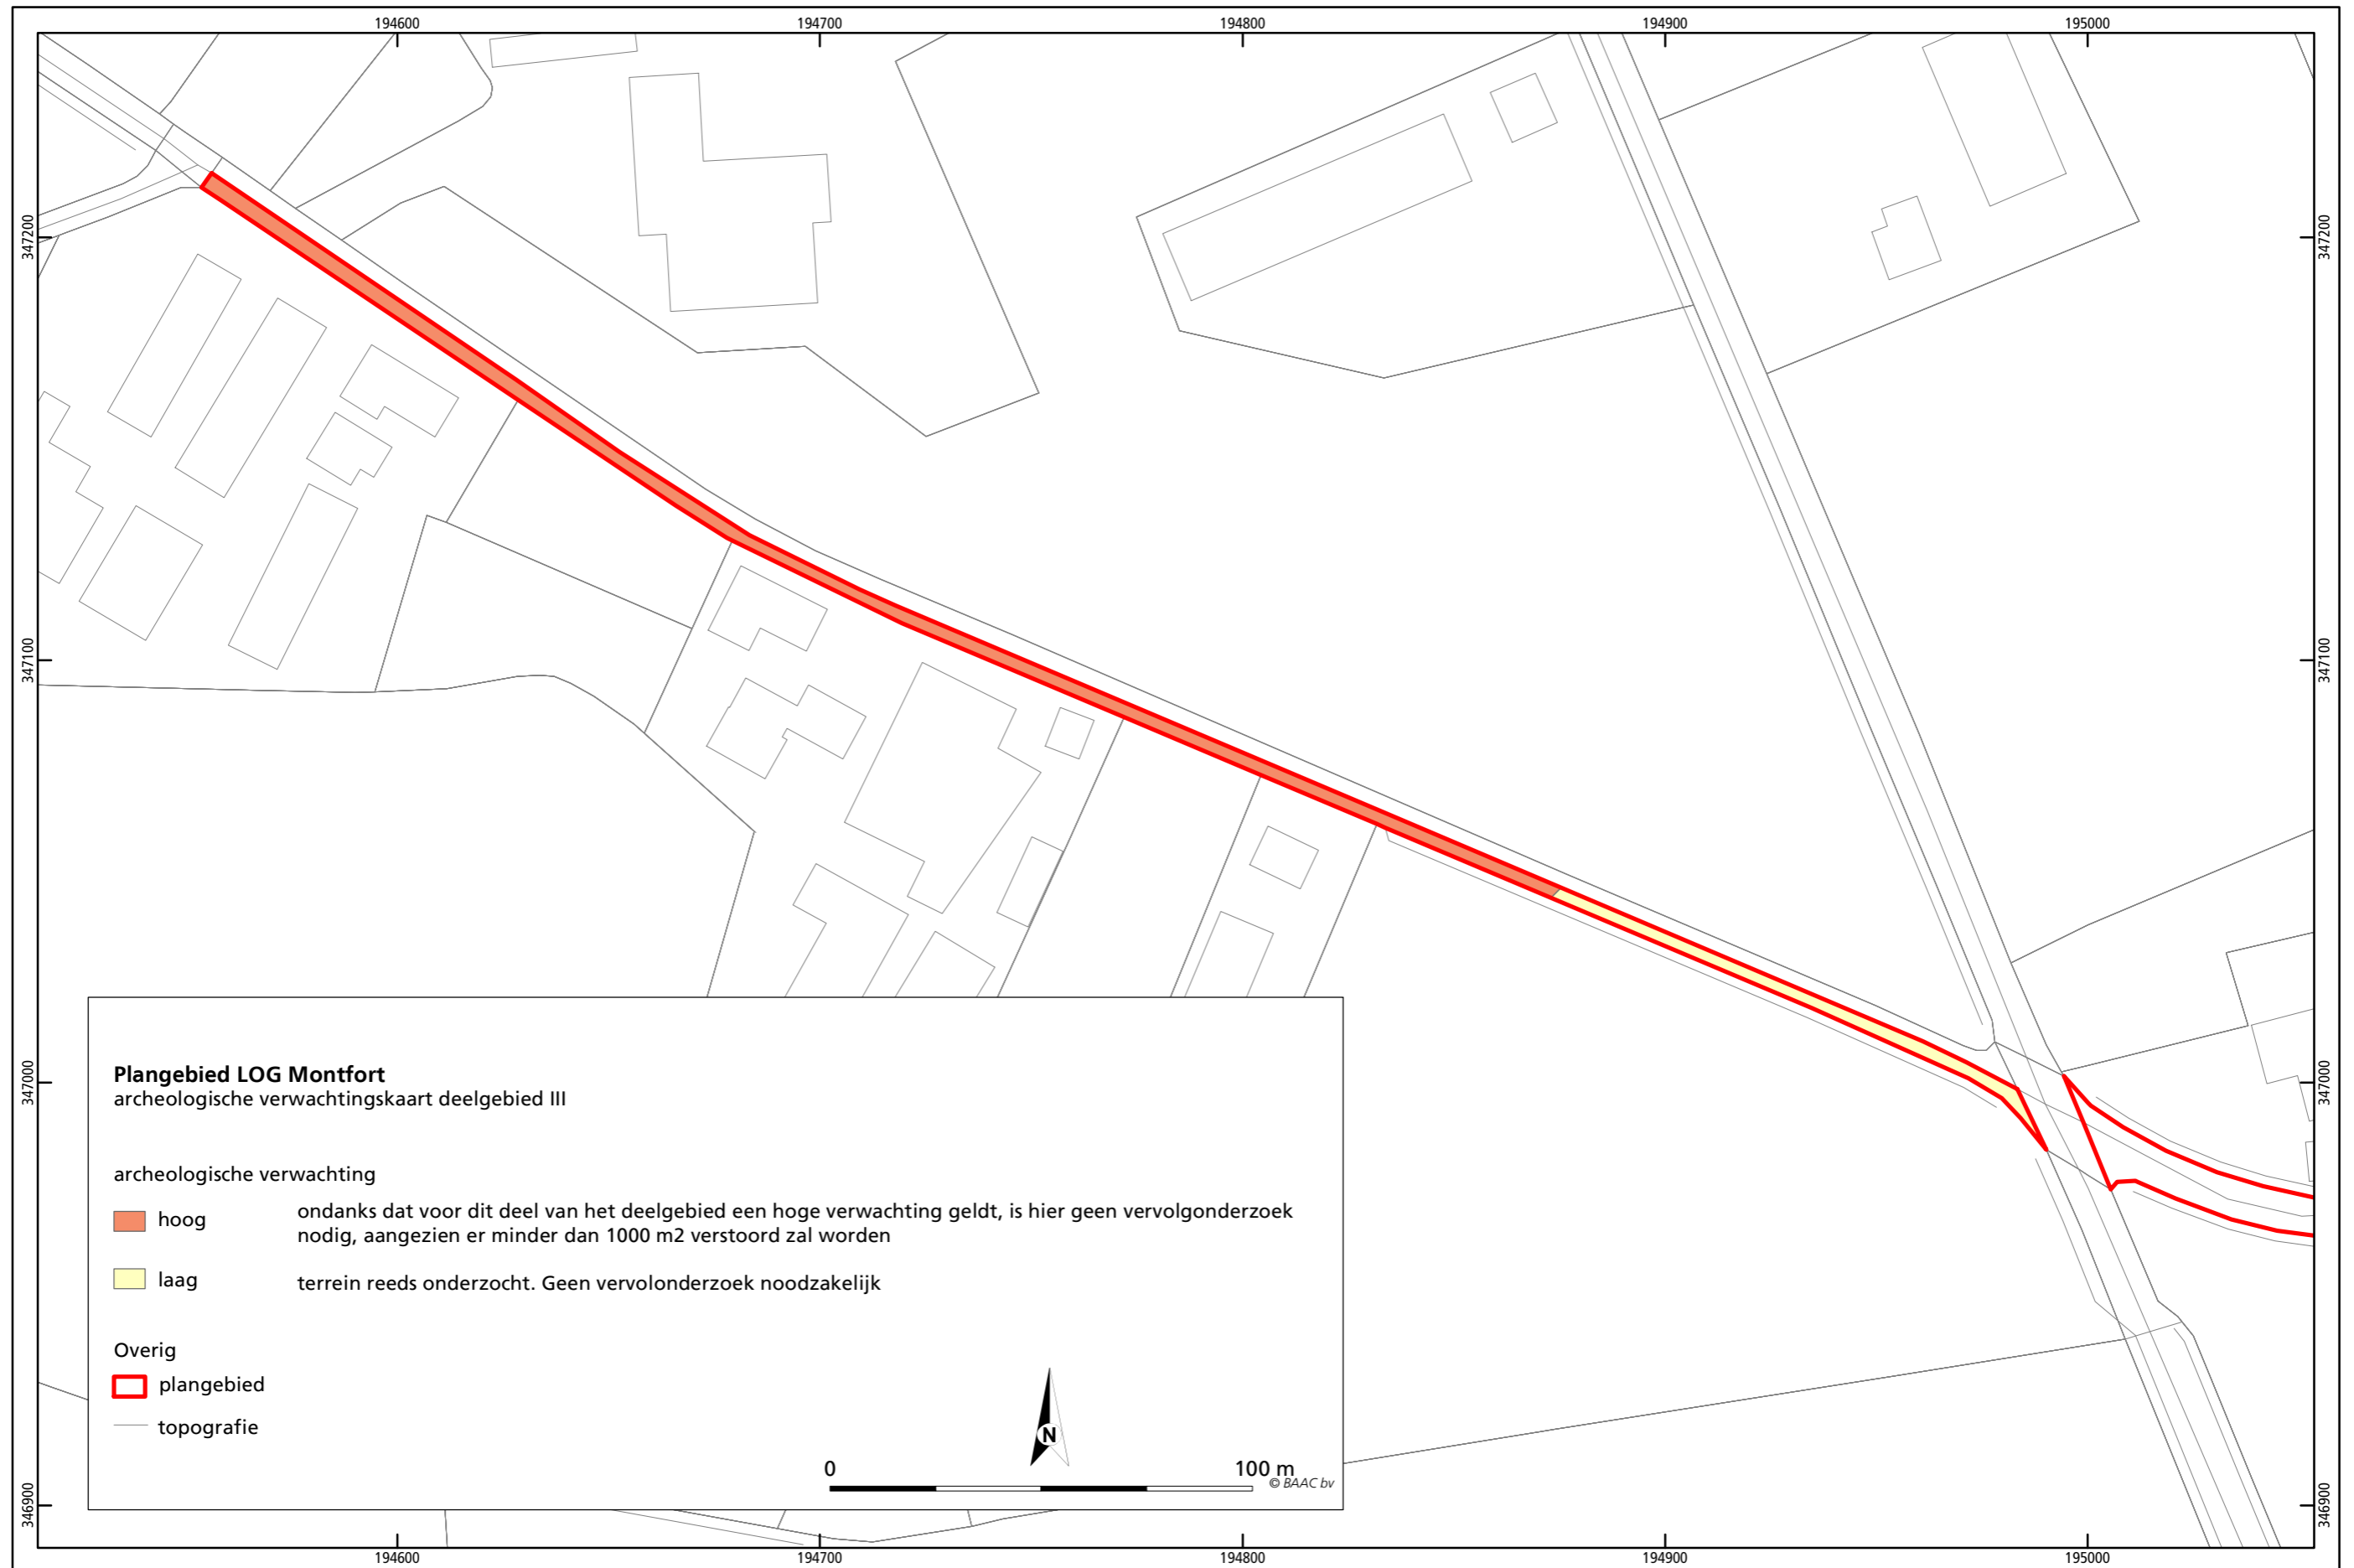 194600
194700
194800
194900
195000
347200
347200
347100
347100
347000
347000
346900
346900
Plangebied LOG Montfort
archeologische verwachtingskaart deelgebied III
archeologische verwachting
hoog
ondanks dat voor dit deel van het deelgebied een hoge verwachting geldt, is hier geen vervolgonderzoek
nodig, aangezien er minder dan 1000 m2 verstoord zal worden
laag
terrein reeds onderzocht. Geen vervolonderzoek noodzakelijk
Overig
plangebied
topografie
N
0
100 m
© BAAC bv
194600
194700
194800
194900
195000